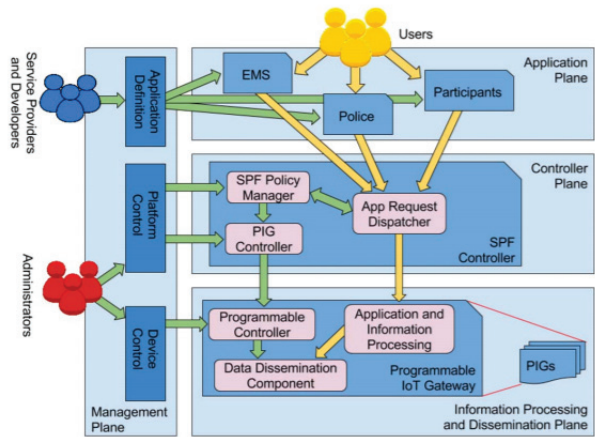 Users
Service Providers
and Developers
Application
Definition
EMS
Police
Participants
Application
Plane
Controller
Plane
Platform
Control
SPF Policy
Manager
App Request
Dispatcher
PIG
Controller
SPF
Controller
Administrators
Device
Control
Programmable
Controller
Application and
Information
Processing
Data Dissemination
Component
Programmable
IoT Gateway
PIGs
Management
Plane
Information Processing
and Dissemination Plane